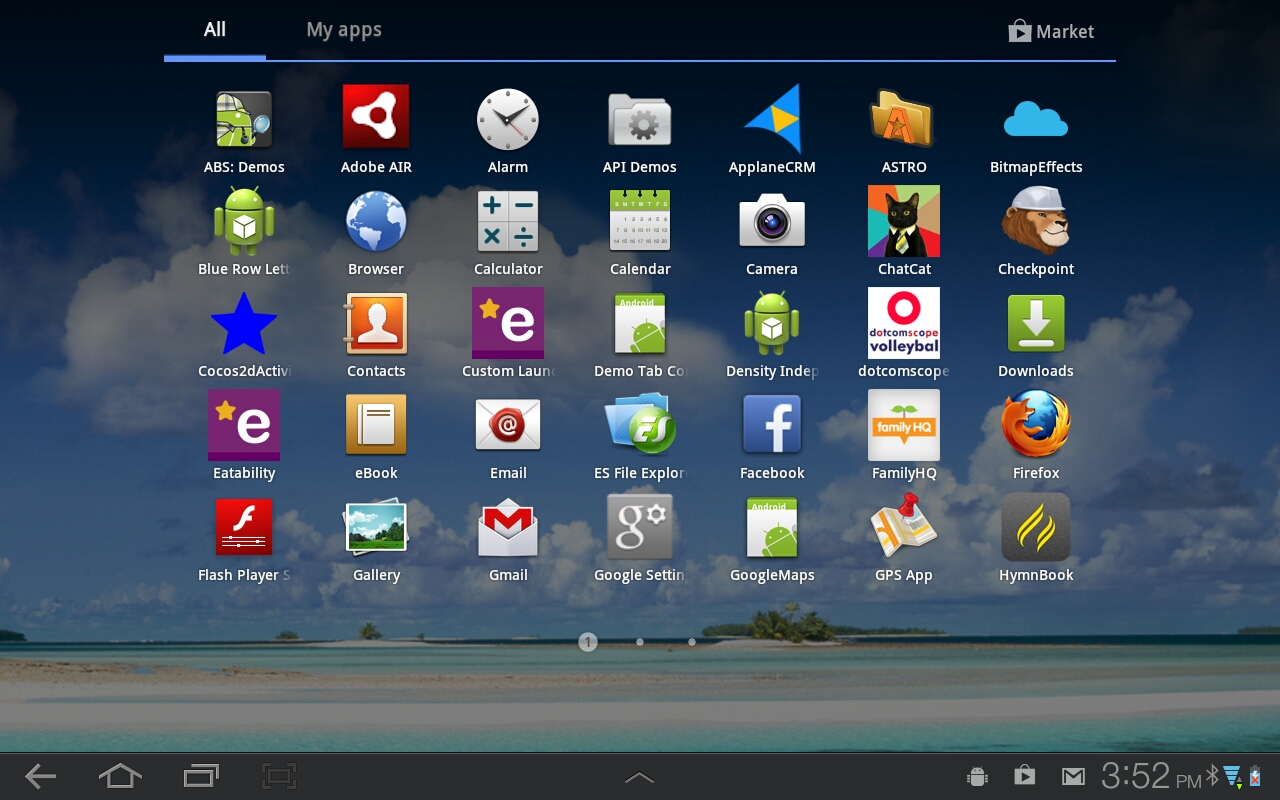 All
My apps
Market
ABS: Demos
Adobe AIR
Alarm
API Demos
ApplaneCRM
ASTRO
BitmapEffects
Blue Row Lett
Browser
Calculator
Calendar
Camera
ChatCat
Checkpoint
Cocos2dActivi
Contacts
e
Custom Launc
Android
Demo Tab Co
Density Indep
dotcomscope
volleybal
dotcomscope
Downloads
e
Eatability
eBook
@
Email
ES
ES File Explor
f
Facebook
family HQ
FamilyHQ
Firefox
Flash Player S
Gallery
Gmail
g
Google Settin
Android
GoogleMaps
GPS App
HymnBook
1
3:52 PM